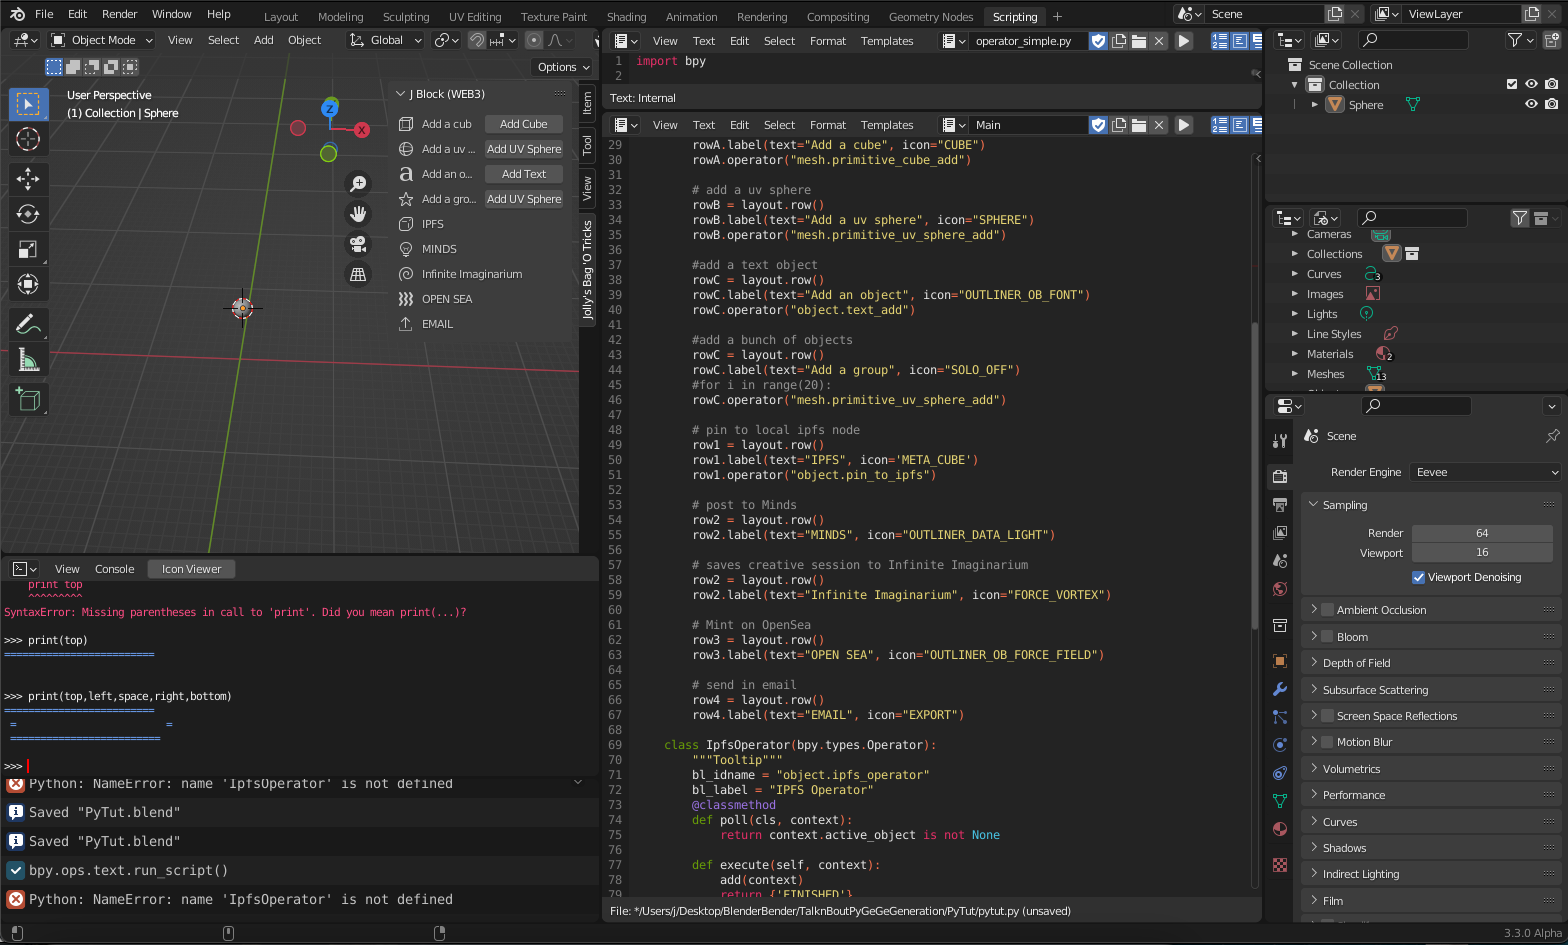 File Edit Render Window Help Layout Modeling Sculpting UV Editing Texture Paint Shading Animation Rendering Compositing Geometry Nodes Scripting + Scene ViewLayer
Object Mode View Select Add Object Global
Options
User Perspective
(1) Collection | Sphere
Z
X
J Block (WEB3)
Add a cub Add Cube
Add a uv ... Add UV Sphere
Add an o... Add Text
Add a gro... Add UV Sphere
IPFS
MINDS
Infinite Imaginarium
OPEN SEA
EMAIL
Item
Tool
View
Jolly's Bag 'O Tricks
View Console Icon Viewer
print top
^^^^^^^^^
SyntaxError: Missing parentheses in call to 'print'. Did you mean print(...)?
>>> print(top)
=========================
>>> print(top,left,space,right,bottom)
=========================
= =
=========================
>>>
Python: NameError: name 'IpfsOperator' is not defined
Saved "PyTut.blend"
Saved "PyTut.blend"
bpy.ops.text.run_script()
Python: NameError: name 'IpfsOperator' is not defined
View Text Edit Select Format Templates operator_simple.py
1 import bpy
2
Text: Internal
View Text Edit Select Format Templates Main
29 rowA.label(text="Add a cube", icon="CUBE")
30 rowA.operator("mesh.primitive_cube_add")
31
32 # add a uv sphere
33 rowB = layout.row()
34 rowB.label(text="Add a uv sphere", icon="SPHERE")
35 rowB.operator("mesh.primitive_uv_sphere_add")
36
37 #add a text object
38 rowC = layout.row()
39 rowC.label(text="Add an object", icon="OUTLINER_OB_FONT")
40 rowC.operator("object.text_add")
41
42 #add a bunch of objects
43 rowC = layout.row()
44 rowC.label(text="Add a group", icon="SOLO_OFF")
45 #for i in range(20):
46 rowC.operator("mesh.primitive_uv_sphere_add")
47
48 # pin to local ipfs node
49 row1 = layout.row()
50 row1.label(text="IPFS", icon='META_CUBE')
51 row1.operator("object.pin_to_ipfs")
52
53 # post to Minds
54 row2 = layout.row()
55 row2.label(text="MINDS", icon="OUTLINER_DATA_LIGHT")
56
57 # saves creative session to Infinite Imaginarium
58 row2 = layout.row()
59 row2.label(text="Infinite Imaginarium", icon="FORCE_VORTEX")
60
61 # Mint on OpenSea
62 row3 = layout.row()
63 row3.label(text="OPEN SEA", icon="OUTLINER_OB_FORCE_FIELD")
64
65 # send in email
66 row4 = layout.row()
67 row4.label(text="EMAIL", icon="EXPORT")
68
69 class IpfsOperator(bpy.types.Operator):
70 """Tooltip"""
71 bl_idname = "object.ipfs_operator"
72 bl_label = "IPFS Operator"
73 @classmethod
74 def poll(cls, context):
75 return context.active_object is not None
76
77 def execute(self, context):
78 add(context)
79 return {'FINISHED'}
File: */Users/j/Desktop/BlenderBender/TalknBoutPyGeGeGeneration/PyTut/pytut.py (unsaved)
Scene Collection
Collection
Sphere
Cameras
Collections
Curves 3
Images
Lights
Line Styles
Materials 2
Meshes 13
Scene
Render Engine Eevee
Sampling
Render 64
Viewport 16
Viewport Denoising
Ambient Occlusion
Bloom
Depth of Field
Subsurface Scattering
Screen Space Reflections
Motion Blur
Volumetrics
Performance
Curves
Shadows
Indirect Lighting
Film
3.3.0 Alpha